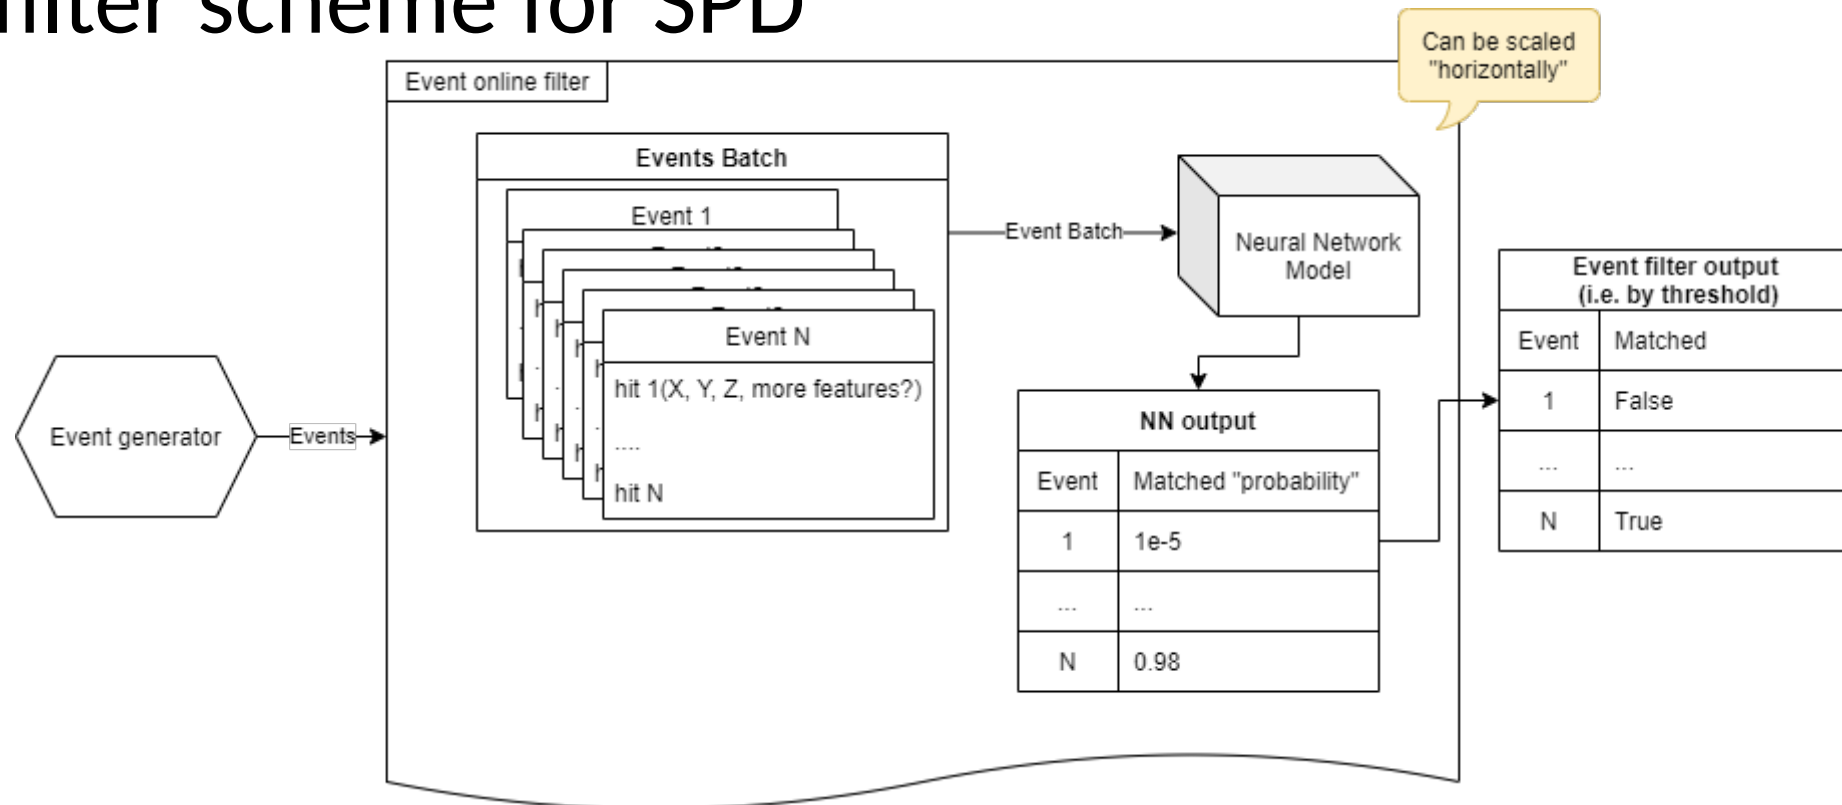 filter scheme for SPD
Can be scaled
"horizontally"
Event online filter
Events Batch
Event 1
Event N
hit 1(X, Y, Z, more features?)
....
hit N
Event Batch
Neural Network
Model
Event generator
Events
NN output
Event Matched "probability"
1 1e-5
... ...
N 0.98
Event filter output
(i.e. by threshold)
Event Matched
1 False
... ...
N True